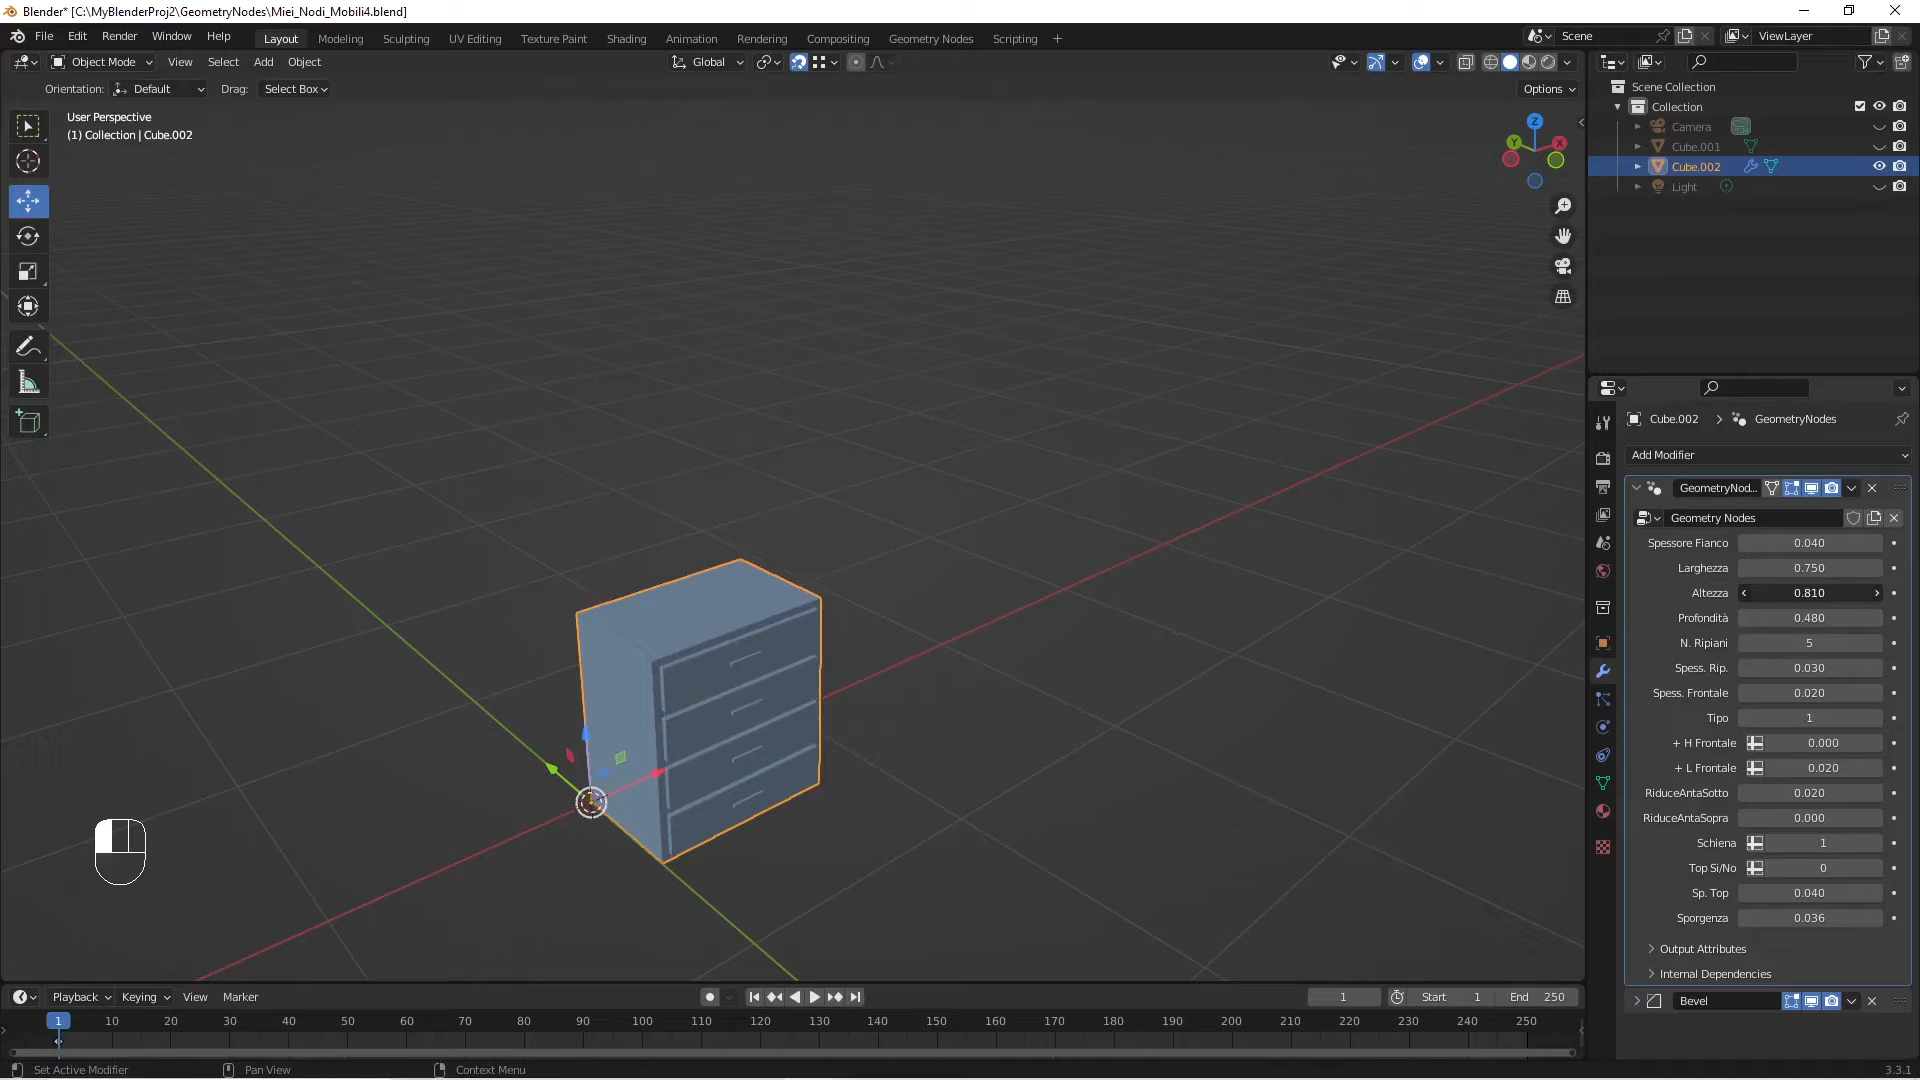 Blender* [C:\MyBlenderProj2\GeometryNodes\Miei_Nodi_Mobili4.blend]
File Edit Render Window Help Layout Modeling Sculpting UV Editing Texture Paint Shading Animation Rendering Compositing Geometry Nodes Scripting + Scene ViewLayer
Object Mode View Select Add Object Global
Orientation: Default Drag: Select Box Options
User Perspective
(1) Collection | Cube.002
Z
Y
X
Scene Collection
Collection
Camera
Cube.001
Cube.002
Light
Cube.002 > GeometryNodes
Add Modifier
GeometryNod...
Geometry Nodes
Spessore Fianco 0.040
Larghezza 0.750
Altezza 0.810
Profondità 0.480
N. Ripiani 5
Spess. Rip. 0.030
Spess. Frontale 0.020
Tipo 1
+ H Frontale 0.000
+ L Frontale 0.020
RiduceAntaSotto 0.020
RiduceAntaSopra 0.000
Schiena 1
Top Si/No 0
Sp. Top 0.040
Sporgenza 0.036
Output Attributes
Internal Dependencies
Bevel
Playback Keying View Marker 1 Start 1 End 250
1 10 20 30 40 50 60 70 80 90 100 110 120 130 140 150 160 170 180 190 200 210 220 230 240 250
Set Active Modifier Pan View Context Menu 3.3.1